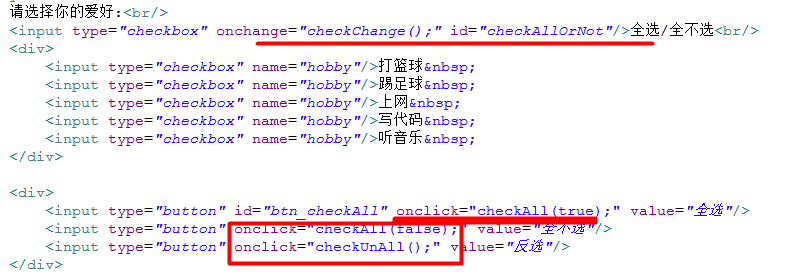 请选择你的爱好:<br/>
<input type="checkbox" onchange="checkChange();" id="checkAllOrNot"/>全选/全不选<br/>
<div>
<input type="checkbox" name="hobby"/>打篮球&nbsp;
<input type="checkbox" name="hobby"/>踢足球&nbsp;
<input type="checkbox" name="hobby"/>上网&nbsp;
<input type="checkbox" name="hobby"/>写代码&nbsp;
<input type="checkbox" name="hobby"/>听音乐&nbsp;
</div>
<div>
<input type="button" id="btn_checkAll" onclick="checkAll(true);" value="全选"/>
<input type="button" onclick="checkAll(false);" value="全不选"/>
<input type="button" onclick="checkUnAll();" value="反选"/>
</div>